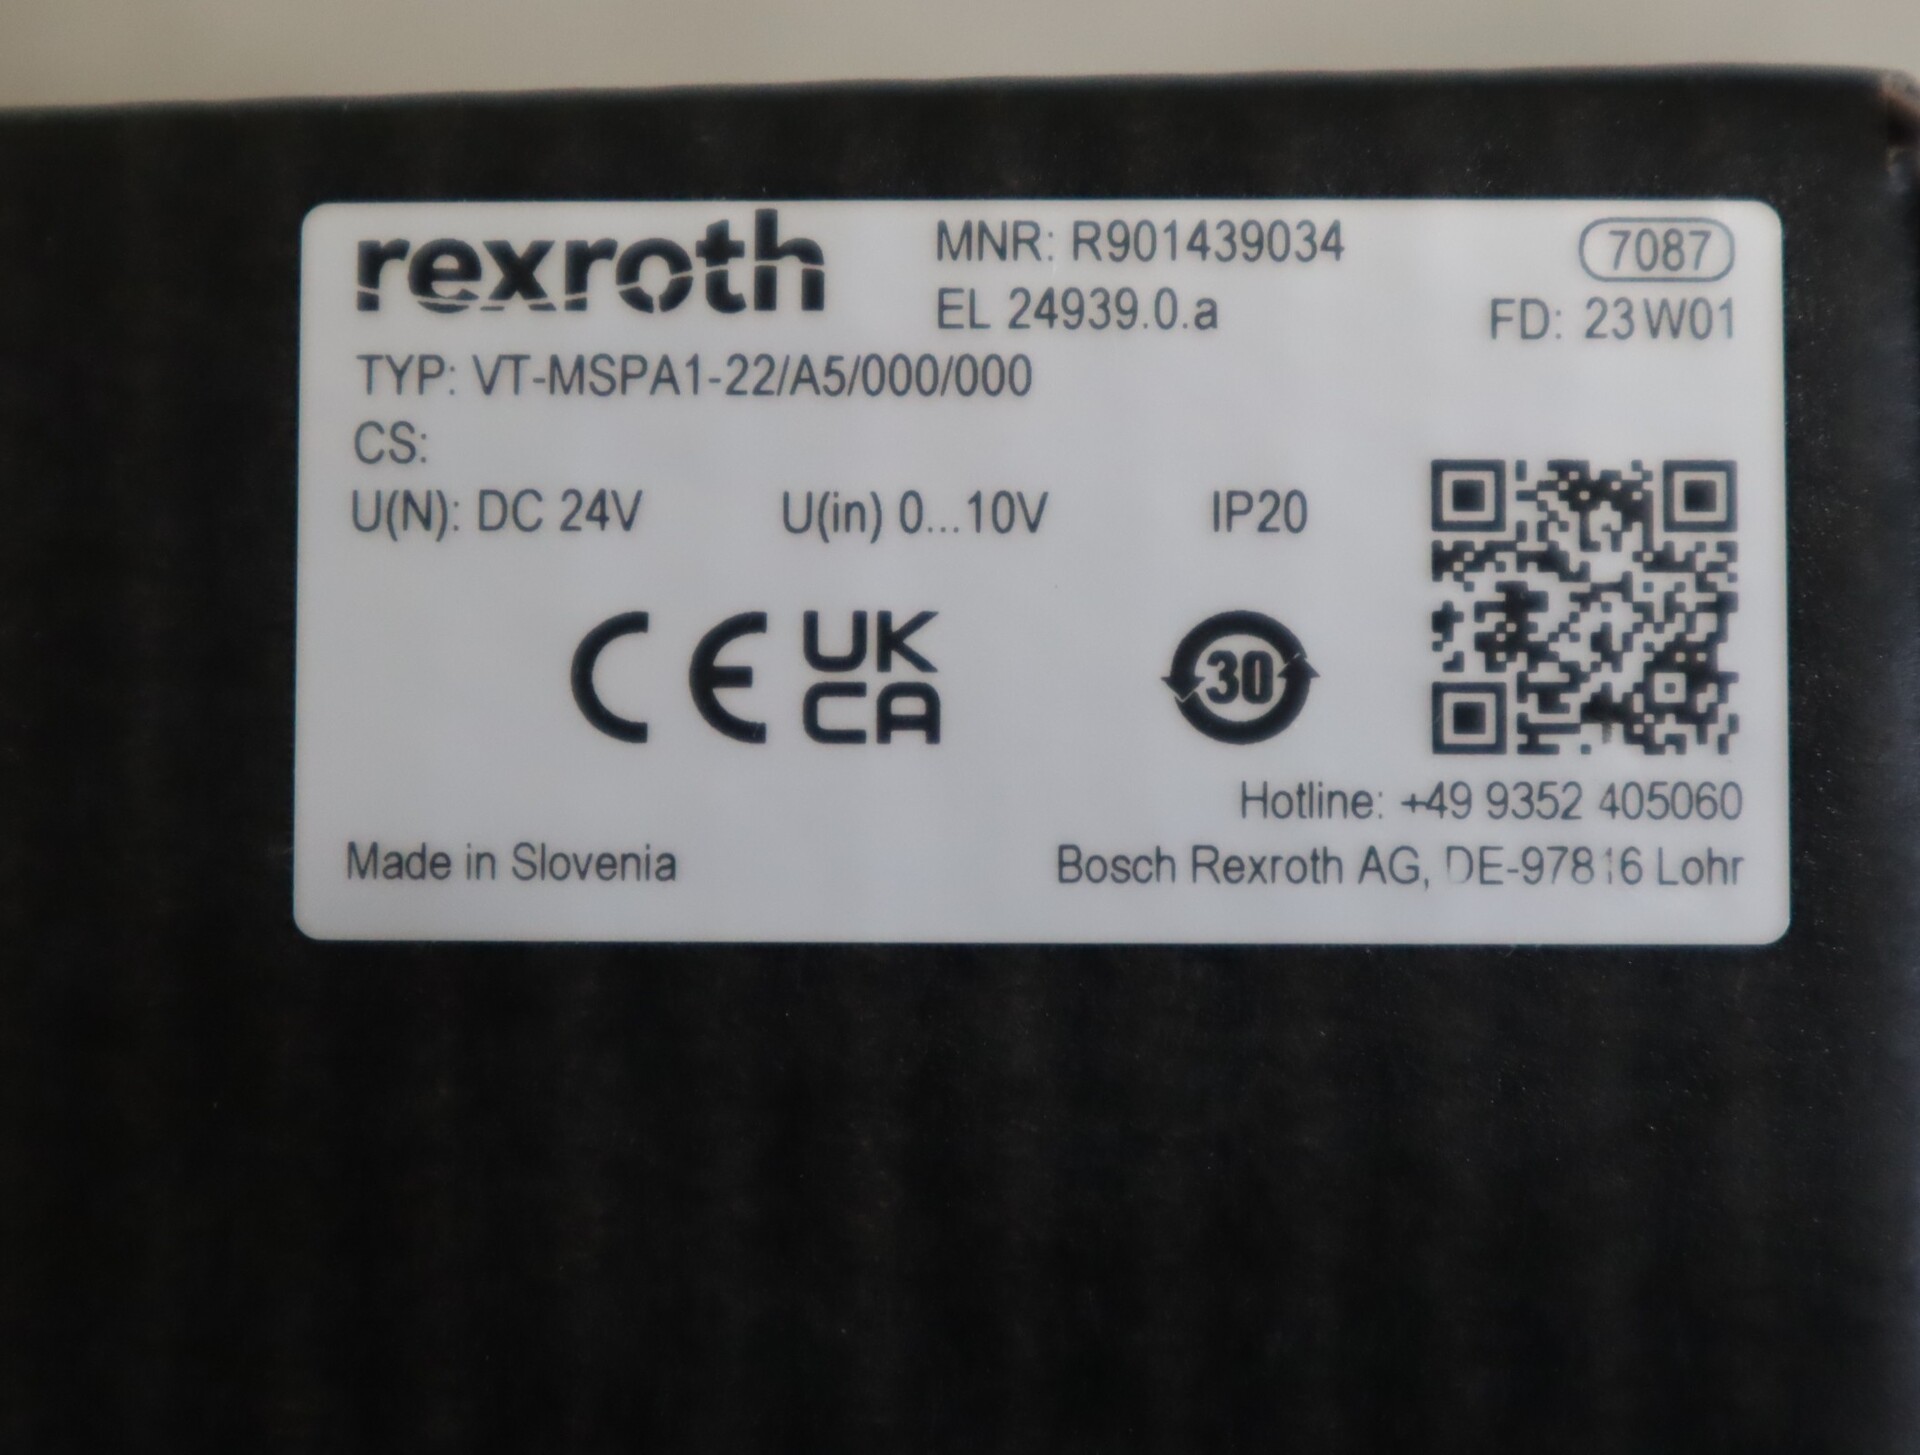 rexroth
MNR: R901439034
7087
EL 24939.0.a
FD: 23W01
TYP: VT-MSPA1-22/A5/000/000
CS:
U(N): DC 24V
U(in) 0...10V
IP20
CE
UK
CA
30
Hotline: +49 9352 405060
Made in Slovenia
Bosch Rexroth AG, DE-97816 Lohr